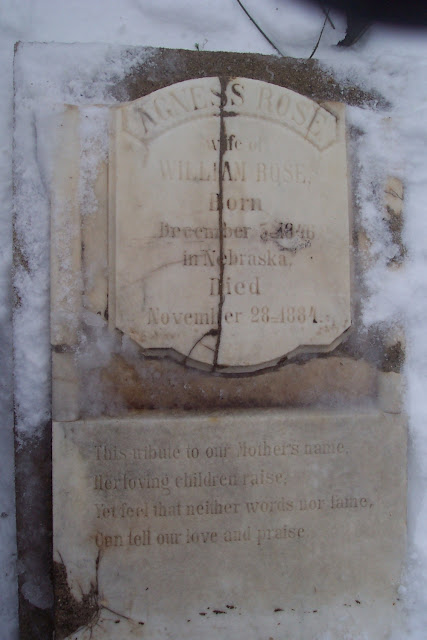 AGNESS ROSE
wife of
WILLIAM ROSE,
Born
December 1846
in Nebraska,
Died
November 28-1884.
This tribute to our Mother's name,
Her loving children raise,
Yet feel that neither words nor fame,
Can tell our love and praise